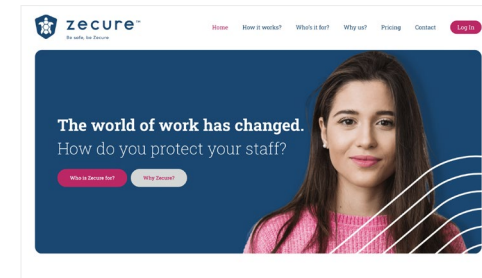 zecure™
Be safe, be Zecure
Home How it works? Who's it for? Why us? Pricing Contact Log In
The world of work has changed.
How do you protect your staff?
Who is Zecure for? Why Zecure?